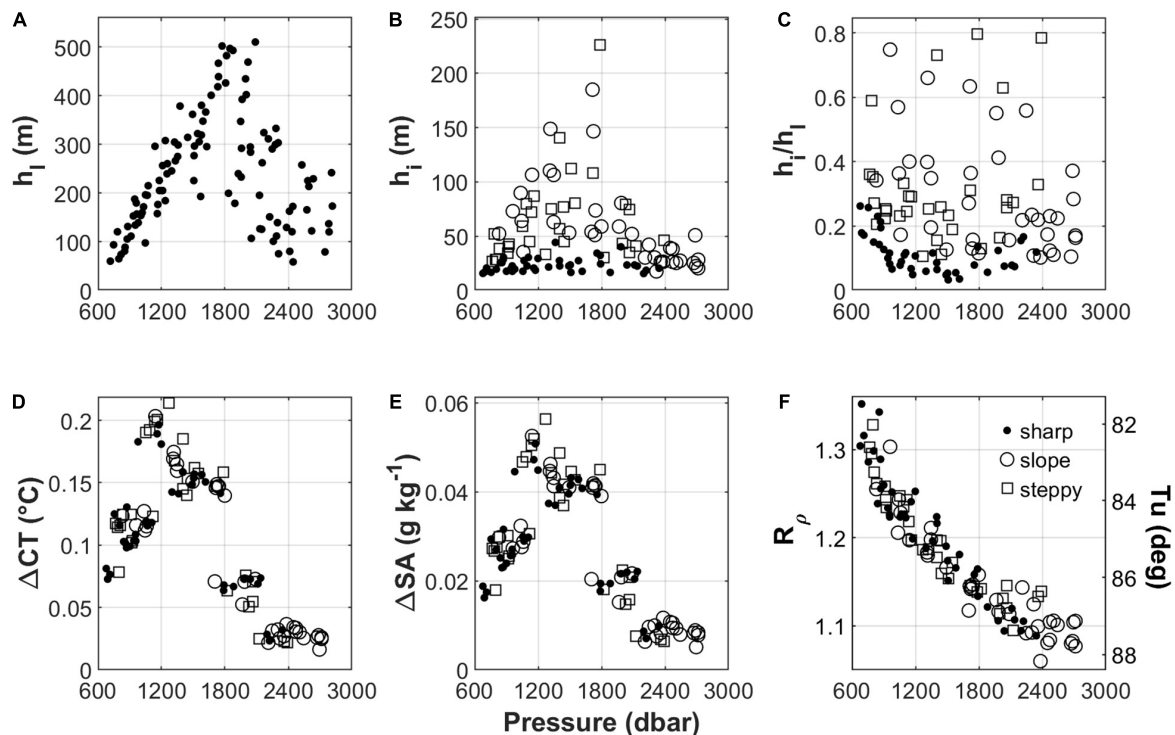 A
B
C
h_l (m)
500
400
300
200
100
0
600 1200 1800 2400 3000
h_i (m)
250
200
150
100
50
0
600 1200 1800 2400 3000
h_i/h_l
0.8
0.6
0.4
0.2
0
600 1200 1800 2400 3000
D
E
F
ΔCT (°C)
0.2
0.15
0.1
0.05
0
600 1200 1800 2400 3000
ΔSA (g kg⁻¹)
0.06
0.04
0.02
0
600 1200 1800 2400 3000
R_ρ
1.3
1.2
1.1
sharp
slope
steppy
82
84
86
88
Tu (deg)
600 1200 1800 2400 3000
Pressure (dbar)